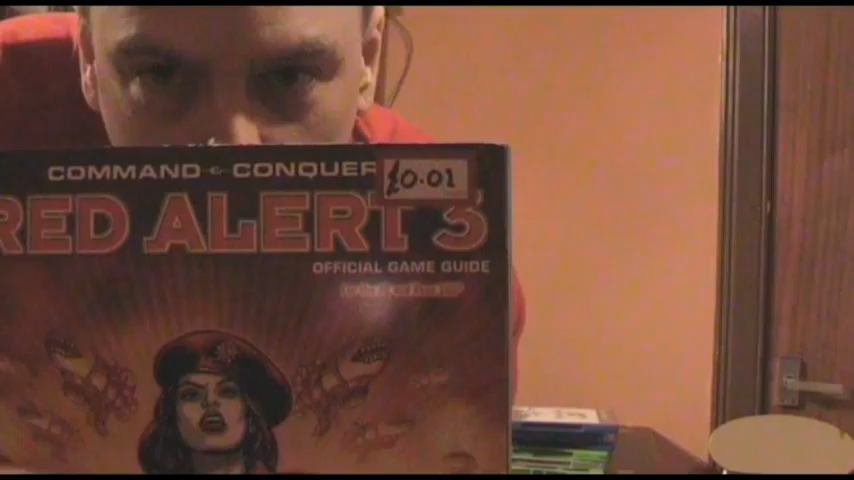 COMMAND & CONQUER
£0.01
RED ALERT 3
OFFICIAL GAME GUIDE